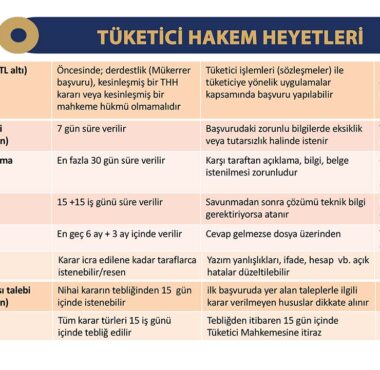 TÜKETİCİ HAKEM HEYETLERİ
TL altı)
Öncesinde; derdestlik (Mükerrer
başvuru), kesinleşmiş bir THH
kararı veya kesinleşmiş bir
mahkeme hükmü olmamalıdır
Tüketici işlemleri (sözleşmeler) ile
tüketiciye yönelik uygulamalar
kapsamında başvuru yapılabilir
i
n)
7 gün süre verilir
Başvurudaki zorunlu bilgilerde eksiklik
veya tutarsızlık halinde istenir
ma
En fazla 30 gün süre verilir
Karşı taraftan açıklama, bilgi, belge
istenilmesi zorunludur
15 +15 iş günü süre verilir
Savunmadan sonra çözümü teknik bilgi
gerektiriyorsa atanır
En geç 6 ay + 3 ay içinde verilir
Cevap gelmezse dosya üzerinden
Karar icra edilene kadar taraflarca
istenebilir/resen
Yazım yanlışlıkları, ifade, hesap vb. açık
hatalar düzeltilebilir
sı talebi
n)
Nihai kararın tebliğinden 15 gün
içinde istenebilir
ilk başvuruda yer alan taleplerle ilgili
karar verilmeyen hususlar dikkate alınır
Tüm karar türleri 15 iş günü
içinde tebliğ edilir
Tebliğden itibaren 15 gün içinde
Tüketici Mahkemesine itiraz